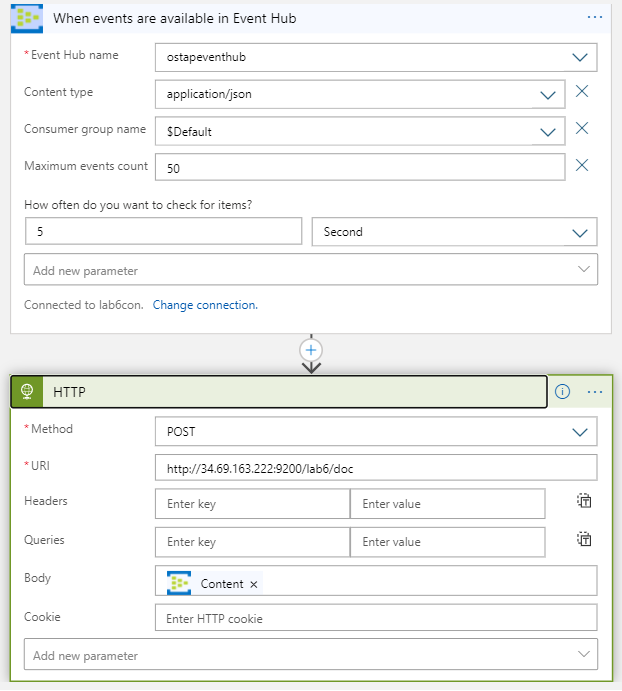 When events are available in Event Hub
* Event Hub name ostapeventhub
Content type application/json
Consumer group name $Default
Maximum events count 50
How often do you want to check for items?
5 Second
Add new parameter
Connected to lab6con. Change connection.
HTTP
* Method POST
* URI http://34.69.163.222:9200/lab6/doc
Headers Enter key Enter value
Queries Enter key Enter value
Body Content ×
Cookie Enter HTTP cookie
Add new parameter